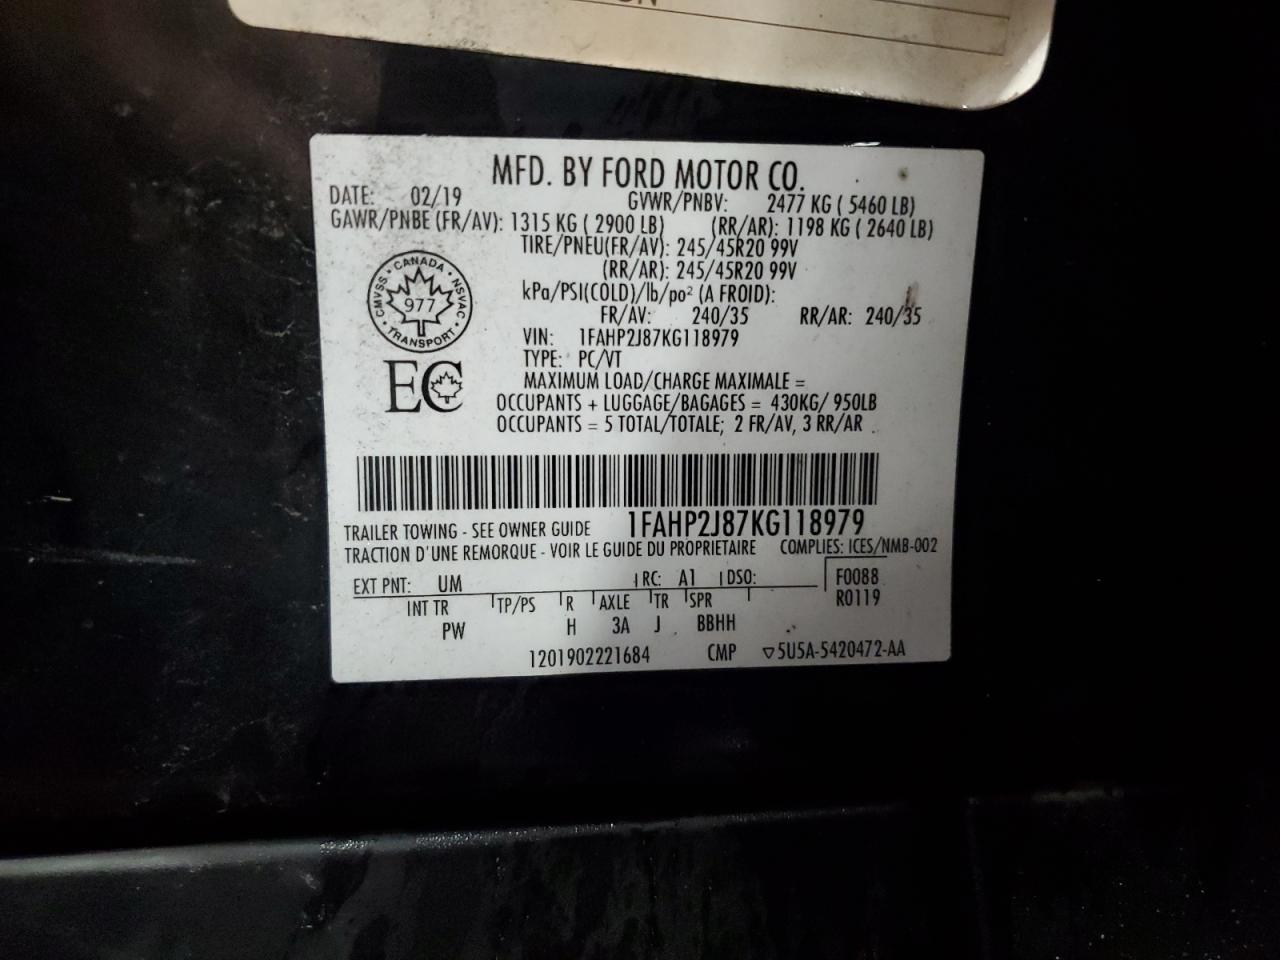 MFD. BY FORD MOTOR CO.
DATE: 02/19 GVWR/PNBV: 2477 KG ( 5460 LB)
GAWR/PNBE (FR/AV): 1315 KG ( 2900 LB) (RR/AR): 1198 KG ( 2640 LB)
TIRE/PNEU(FR/AV): 245/45R20 99V
(RR/AR): 245/45R20 99V
kPa/PSI(COLD)/lb/po² (A FROID):
FR/AV: 240/35 RR/AR: 240/35
CANADA
CMVSS NSVAC
977
TRANSPORT
VIN: 1FAHP2J87KG118979
TYPE: PC/VT
EC
MAXIMUM LOAD/CHARGE MAXIMALE =
OCCUPANTS + LUGGAGE/BAGAGES = 430KG/ 950LB
OCCUPANTS = 5 TOTAL/TOTALE; 2 FR/AV, 3 RR/AR
TRAILER TOWING - SEE OWNER GUIDE 1FAHP2J87KG118979
TRACTION D'UNE REMORQUE - VOIR LE GUIDE DU PROPRIETAIRE COMPLIES: ICES/NMB-002
EXT PNT: UM RC: A1 DSO: F0088
INT TR TP/PS R AXLE TR SPR R0119
PW H 3A J BBHH
1201902221684 CMP ▽5U5A-5420472-AA